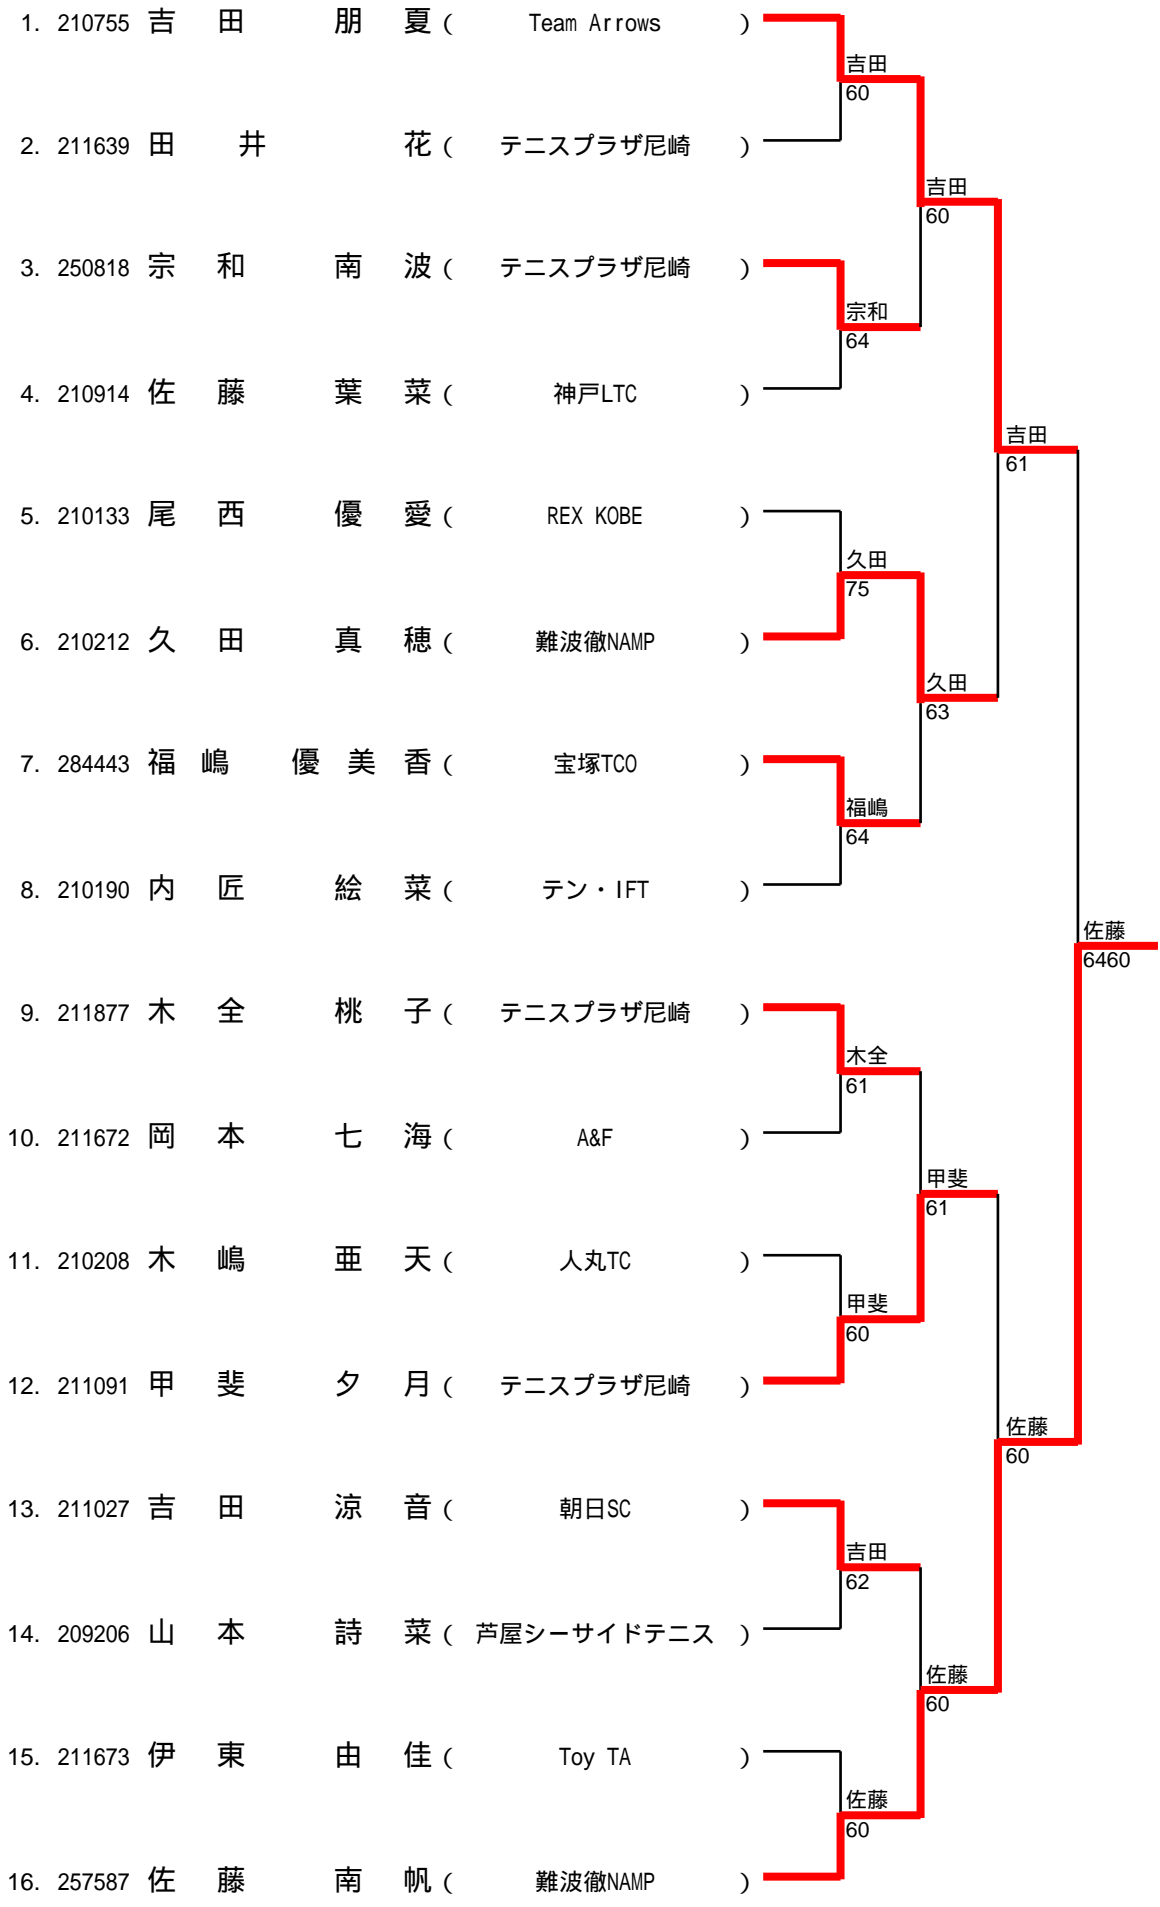 1. 210755 吉田 朋夏 ( Team Arrows )
吉田
60
2. 211639 田井 花 ( テニスプラザ尼崎 )
吉田
60
3. 250818 宗和 南波 ( テニスプラザ尼崎 )
宗和
64
4. 210914 佐藤 葉菜 ( 神戸LTC )
吉田
61
5. 210133 尾西 優愛 ( REX KOBE )
久田
75
6. 210212 久田 真穂 ( 難波徹NAMP )
久田
63
7. 284443 福嶋 優美香 ( 宝塚TCO )
福嶋
64
8. 210190 内匠 絵菜 ( テン・IFT )
佐藤
6460
9. 211877 木全 桃子 ( テニスプラザ尼崎 )
木全
61
10. 211672 岡本 七海 ( A&F )
甲斐
61
11. 210208 木嶋 亜天 ( 人丸TC )
甲斐
60
12. 211091 甲斐 夕月 ( テニスプラザ尼崎 )
佐藤
60
13. 211027 吉田 涼音 ( 朝日SC )
吉田
62
14. 209206 山本 詩菜 ( 芦屋シーサイドテニス )
佐藤
60
15. 211673 伊東 由佳 ( Toy TA )
佐藤
60
16. 257587 佐藤 南帆 ( 難波徹NAMP )